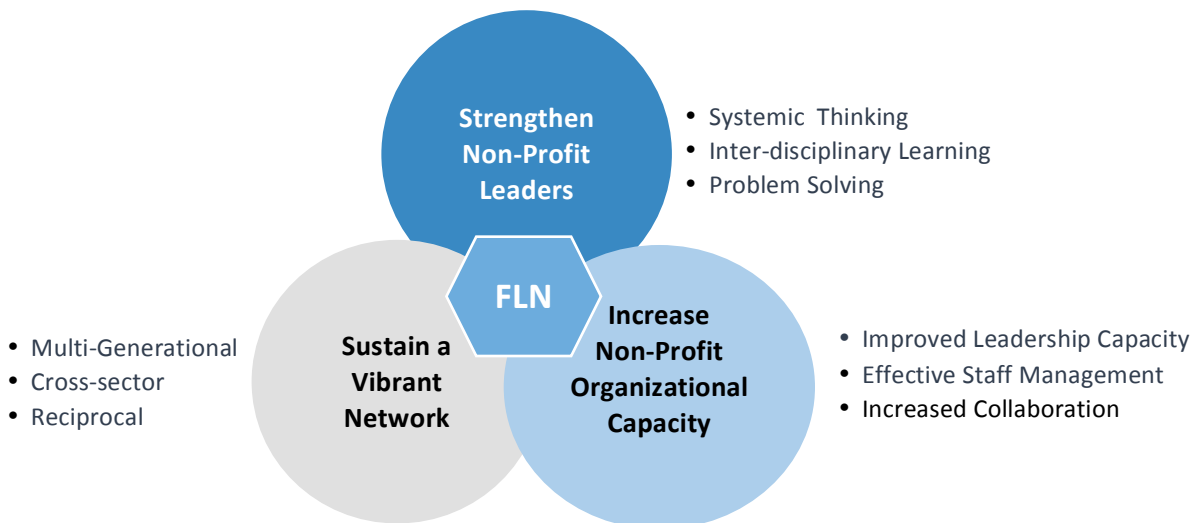 Strengthen
Non-Profit
Leaders
• Systemic Thinking
• Inter-disciplinary Learning
• Problem Solving
FLN
Sustain a
Vibrant
Network
• Multi-Generational
• Cross-sector
• Reciprocal
Increase
Non-Profit
Organizational
Capacity
• Improved Leadership Capacity
• Effective Staff Management
• Increased Collaboration